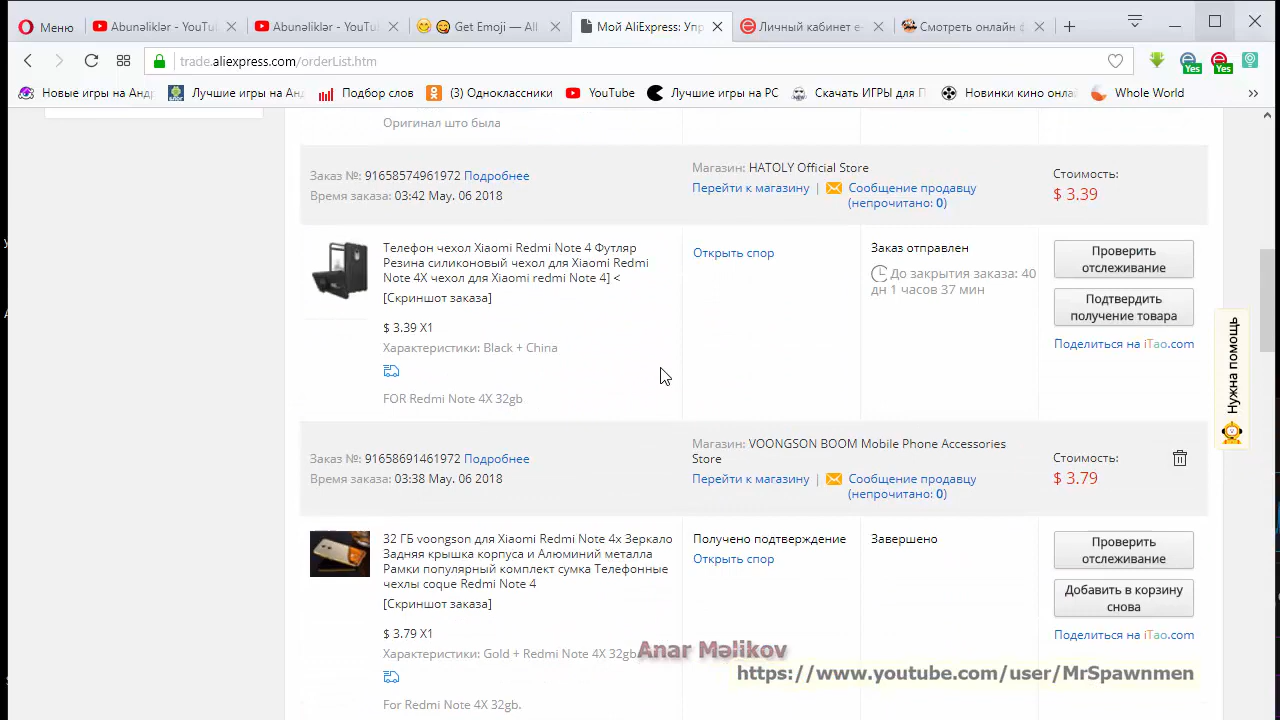 Меню
Abunəliklər - YouTu
Abunəliklər - YouTu
Get Emoji — All
Мой AliExpress: Упр
Личный кабинет e-
Смотреть онлайн ф
trade.aliexpress.com/orderList.htm
Yes
Yes
Новые игры на Андр
Лучшие игры на Анд
Подбор слов
(3) Одноклассники
YouTube
Лучшие игры на PC
Скачать ИГРЫ для П
Новинки кино онла
Whole World
Оригинал што была
Заказ №: 91658574961972 Подробнее
Время заказа: 03:42 May. 06 2018
Магазин: HATOLY Official Store
Перейти к магазину | Сообщение продавцу
(непрочитано: 0)
Стоимость:
$ 3.39
Телефон чехол Xiaomi Redmi Note 4 Футляр
Резина силиконовый чехол для Xiaomi Redmi
Note 4X чехол для Xiaomi redmi Note 4] <
[Скриншот заказа]
$ 3.39 X1
Характеристики: Black + China
FOR Redmi Note 4X 32gb
Открыть спор
Заказ отправлен
До закрытия заказа: 40
дн 1 часов 37 мин
Проверить
отслеживание
Подтвердить
получение товара
Поделиться на iTao.com
Нужна помощь
Заказ №: 91658691461972 Подробнее
Время заказа: 03:38 May. 06 2018
Магазин: VOONGSON BOOM Mobile Phone Accessories
Store
Перейти к магазину | Сообщение продавцу
(непрочитано: 0)
Стоимость:
$ 3.79
32 ГБ voongson для Xiaomi Redmi Note 4x Зеркало
Задняя крышка корпуса и Алюминий металла
Рамки популярный комплект сумка Телефонные
чехлы coque Redmi Note 4
[Скриншот заказа]
$ 3.79 X1
Характеристики: Gold + Redmi Note 4X 32gb
For Redmi Note 4X 32gb.
Получено подтверждение
Открыть спор
Завершено
Проверить
отслеживание
Добавить в корзину
снова
Поделиться на iTao.com
Anar Məlikov
https://www.youtube.com/user/MrSpawnmen